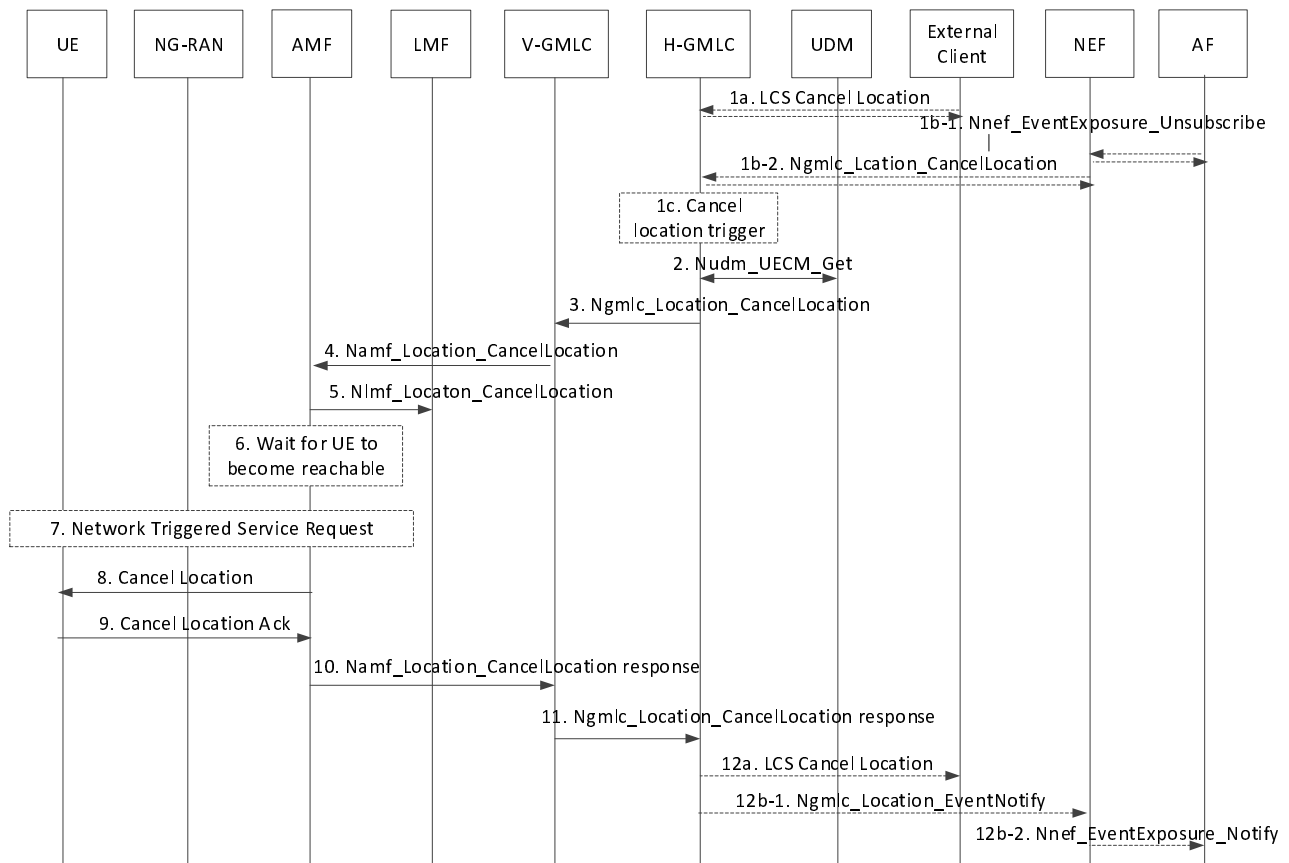 UE
NG-RAN
AMF
LMF
V-GMLC
H-GMLC
UDM
External
Client
NEF
AF
1a. LCS Cancel Location
1b-1. Nnef_EventExposure_Unsubscribe
1b-2. Ngmlc_Lcation_CancelLocation
1c. Cancel
location trigger
2. Nudm_UECM_Get
3. Ngmlc_Location_CancelLocation
4. Namf_Location_CancelLocation
5. Nlmf_Locaton_CancelLocation
6. Wait for UE to
become reachable
7. Network Triggered Service Request
8. Cancel Location
9. Cancel Location Ack
10. Namf_Location_CancelLocation response
11. Ngmlc_Location_CancelLocation response
12a. LCS Cancel Location
12b-1. Ngmlc_Location_EventNotify
12b-2. Nnef_EventExposure_Notify